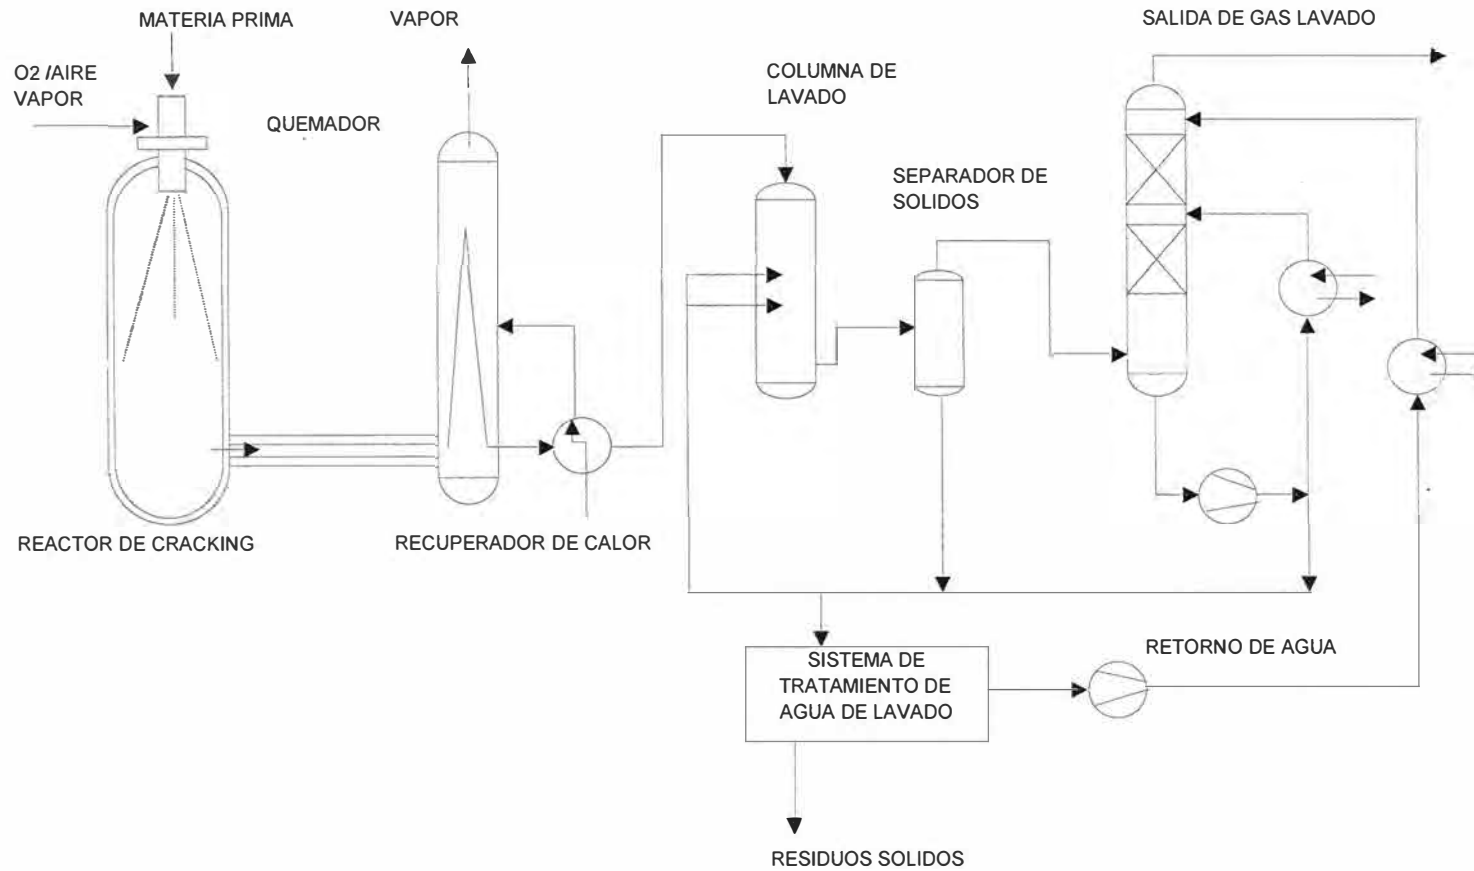 MATERIA PRIMA
VAPOR
SALIDA DE GAS LAVADO
O2 /AIRE
VAPOR
QUEMADOR
COLUMNA DE
LAVADO
SEPARADOR DE
SOLIDOS
REACTOR DE CRACKING
RECUPERADOR DE CALOR
SISTEMA DE
TRATAMIENTO DE
AGUA DE LAVADO
RETORNO DE AGUA
RESIDUOS SOLIDOS